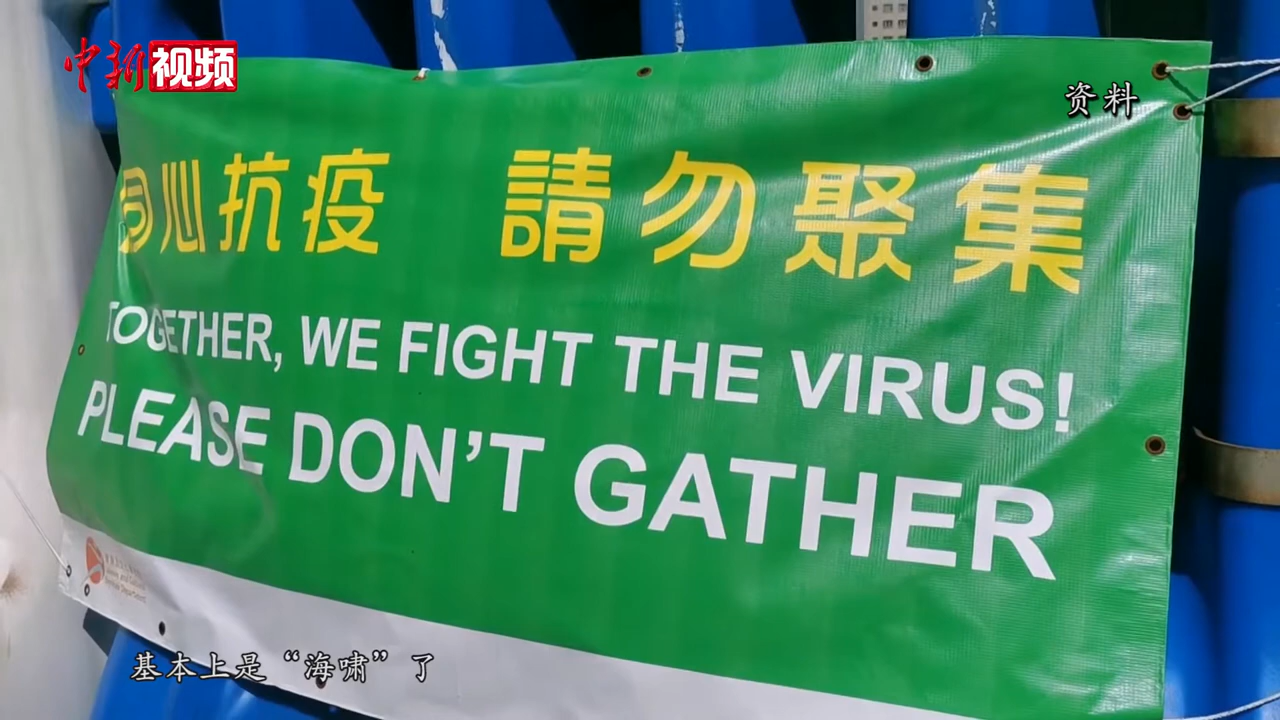 中新视频
资料
同心抗疫 請勿聚集
TOGETHER, WE FIGHT THE VIRUS!
PLEASE DON'T GATHER
基本上是“海啸”了